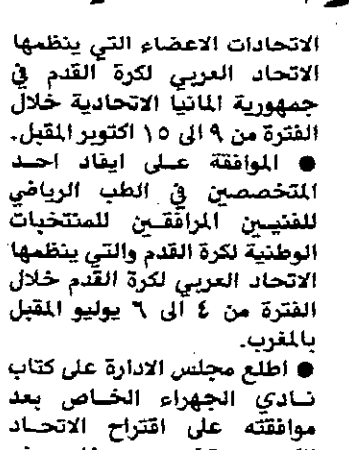 الاتحادات الاعضاء التي ينظمها
الاتحاد العربي لكرة القدم في
جمهورية المانيا الاتحادية خلال
الفترة من ٩ الى ١٥ اكتوبر المقبل.
● الموافقة على ايفاد احد
المتخصصين في الطب الرياضي
للفنيين المرافقين للمنتخبات
الوطنية لكرة القدم والتي ينظمها
الاتحاد العربي لكرة القدم خلال
الفترة من ٤ الى ٦ يوليو المقبل
بالمغرب.
● اطلع مجلس الادارة على كتاب
نادي الجهراء الخاص بعد
موافقته على اقتراح الاتحاد